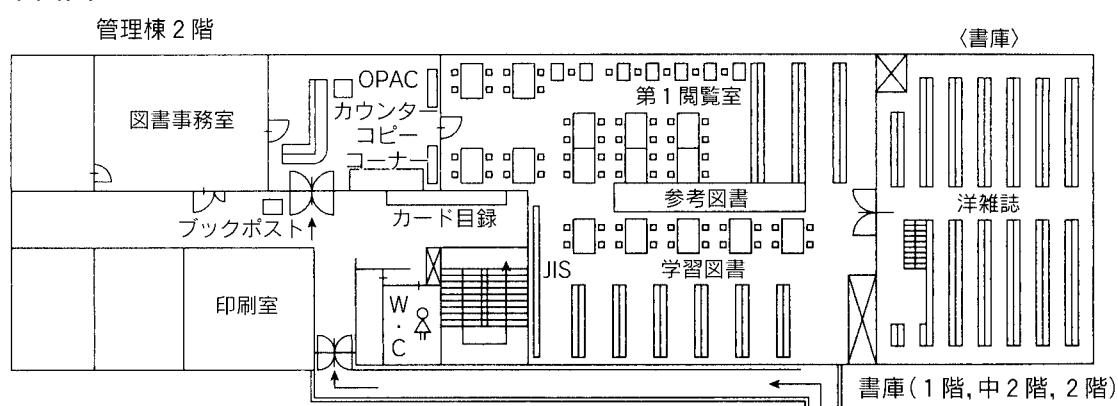 管理棟2階
〈書庫〉
OPAC
カウンター
コピー
コーナー
図書事務室
第1閲覧室
参考図書
洋雑誌
ブックポスト
カード目録
JIS
学習図書
印刷室
W・C
書庫(1階,中2階,2階)